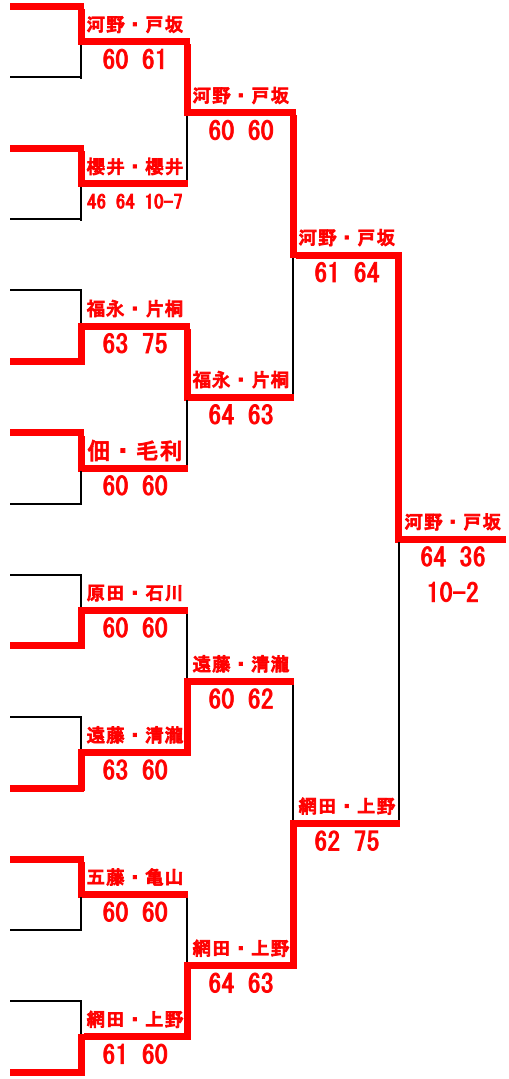 河野・戸坂
60 61
河野・戸坂
60 60
櫻井・櫻井
46 64 10-7
河野・戸坂
61 64
福永・片桐
63 75
福永・片桐
64 63
佃・毛利
60 60
河野・戸坂
64 36
10-2
原田・石川
60 60
遠藤・清瀧
60 62
遠藤・清瀧
63 60
網田・上野
62 75
五藤・亀山
60 60
網田・上野
64 63
網田・上野
61 60